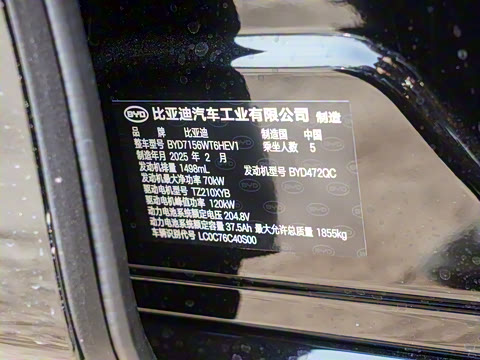 BYD 比亚迪汽车工业有限公司 制造
品 牌 比亚迪 制造国 中国
整车型号 BYD7156WT6HEV1 乘坐人数 5
制造年月 2025 年 2 月
发动机排量 1498mL 发动机型号 BYD472QC
发动机最大净功率 70kW
驱动电机型号 TZ210XYB
驱动电机峰值功率 120kW
动力电池系统额定电压 204.8V
动力电池系统额定容量 37.5Ah 最大允许总质量 1855kg
车辆识别代号 LC0C76C40S00